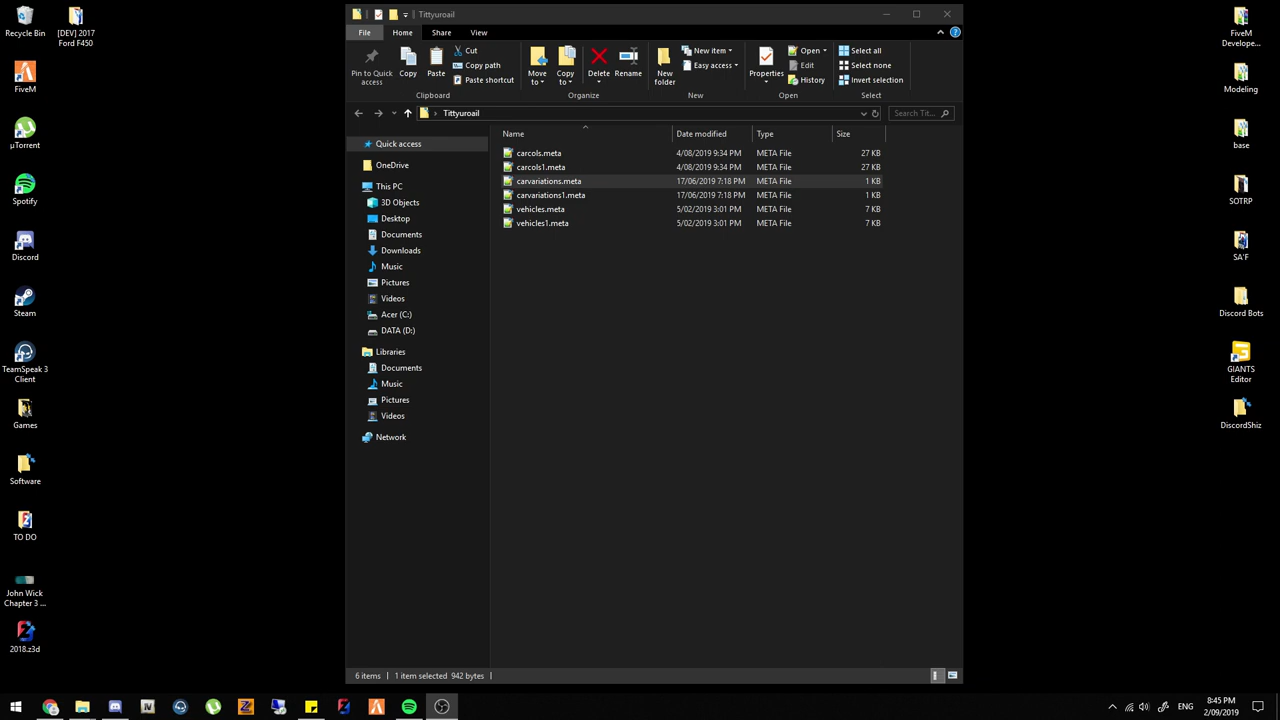 Tittyuroail
File Home Share View
Pin to Quick access
Copy
Paste
Cut
Copy path
Paste shortcut
Clipboard
Move to
Copy to
Delete
Rename
Organize
New folder
New item
Easy access
New
Properties
Open
Edit
History
Open
Select all
Select none
Invert selection
Select
Tittyuroail
Search Tit...
Name Date modified Type Size
carcols.meta 4/08/2019 9:34 PM META File 27 KB
carcols1.meta 4/08/2019 9:34 PM META File 27 KB
carvariations.meta 17/06/2019 7:18 PM META File 1 KB
carvariations1.meta 17/06/2019 7:18 PM META File 1 KB
vehicles.meta 5/02/2019 3:01 PM META File 7 KB
vehicles1.meta 5/02/2019 3:01 PM META File 7 KB
Quick access
OneDrive
This PC
3D Objects
Desktop
Documents
Downloads
Music
Pictures
Videos
Acer (C:)
DATA (D:)
Libraries
Documents
Music
Pictures
Videos
Network
6 items 1 item selected 942 bytes
Recycle Bin
[DEV] 2017
Ford F450
FiveM
µTorrent
Spotify
Discord
Steam
TeamSpeak 3
Client
Games
Software
TO DO
John Wick
Chapter 3 ...
2018.z3d
FiveM
Develope...
Modeling
base
SOTRP
SA'F
Discord Bots
GIANTS
Editor
DiscordShiz
IV
ENG
8:45 PM
2/09/2019